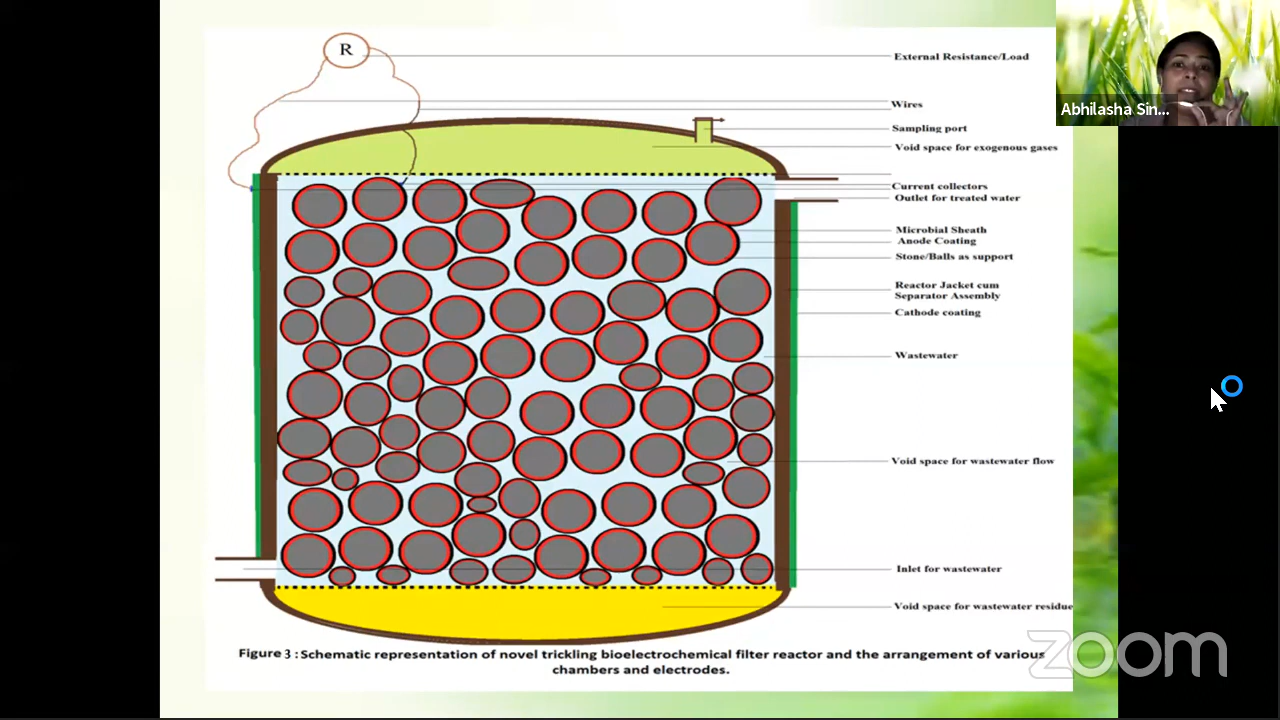 R
External Resistance/Load
Wires
Sampling port
Void space for exogenous gases
Current collectors
Outlet for treated water
Microbial Sheath
Anode Coating
Stone/Balls as support
Reactor Jacket cum
Separator Assembly
Cathode coating
Wastewater
Void space for wastewater flow
Inlet for wastewater
Void space for wastewater residue
Figure 3 : Schematic representation of novel trickling bioelectrochemical filter reactor and the arrangement of various
chambers and electrodes.
Abhilasha Sin...
zoom